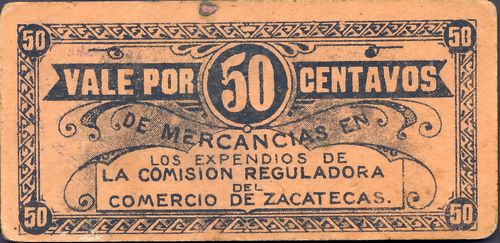 50 50
VALE POR 50 CENTAVOS
DE MERCANCIAS EN
LOS EXPENDIOS DE
LA COMISION REGULADORA
DEL
COMERCIO DE ZACATECAS.
50 50